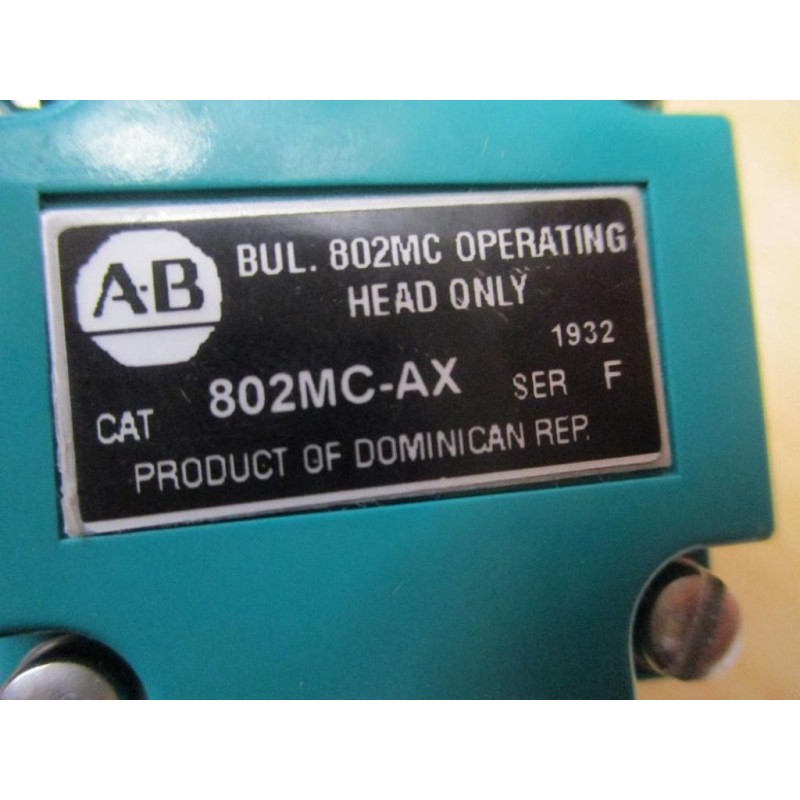 A-B
BUL. 802MC OPERATING
HEAD ONLY
1932
CAT 802MC-AX SER F
PRODUCT OF DOMINICAN REP.